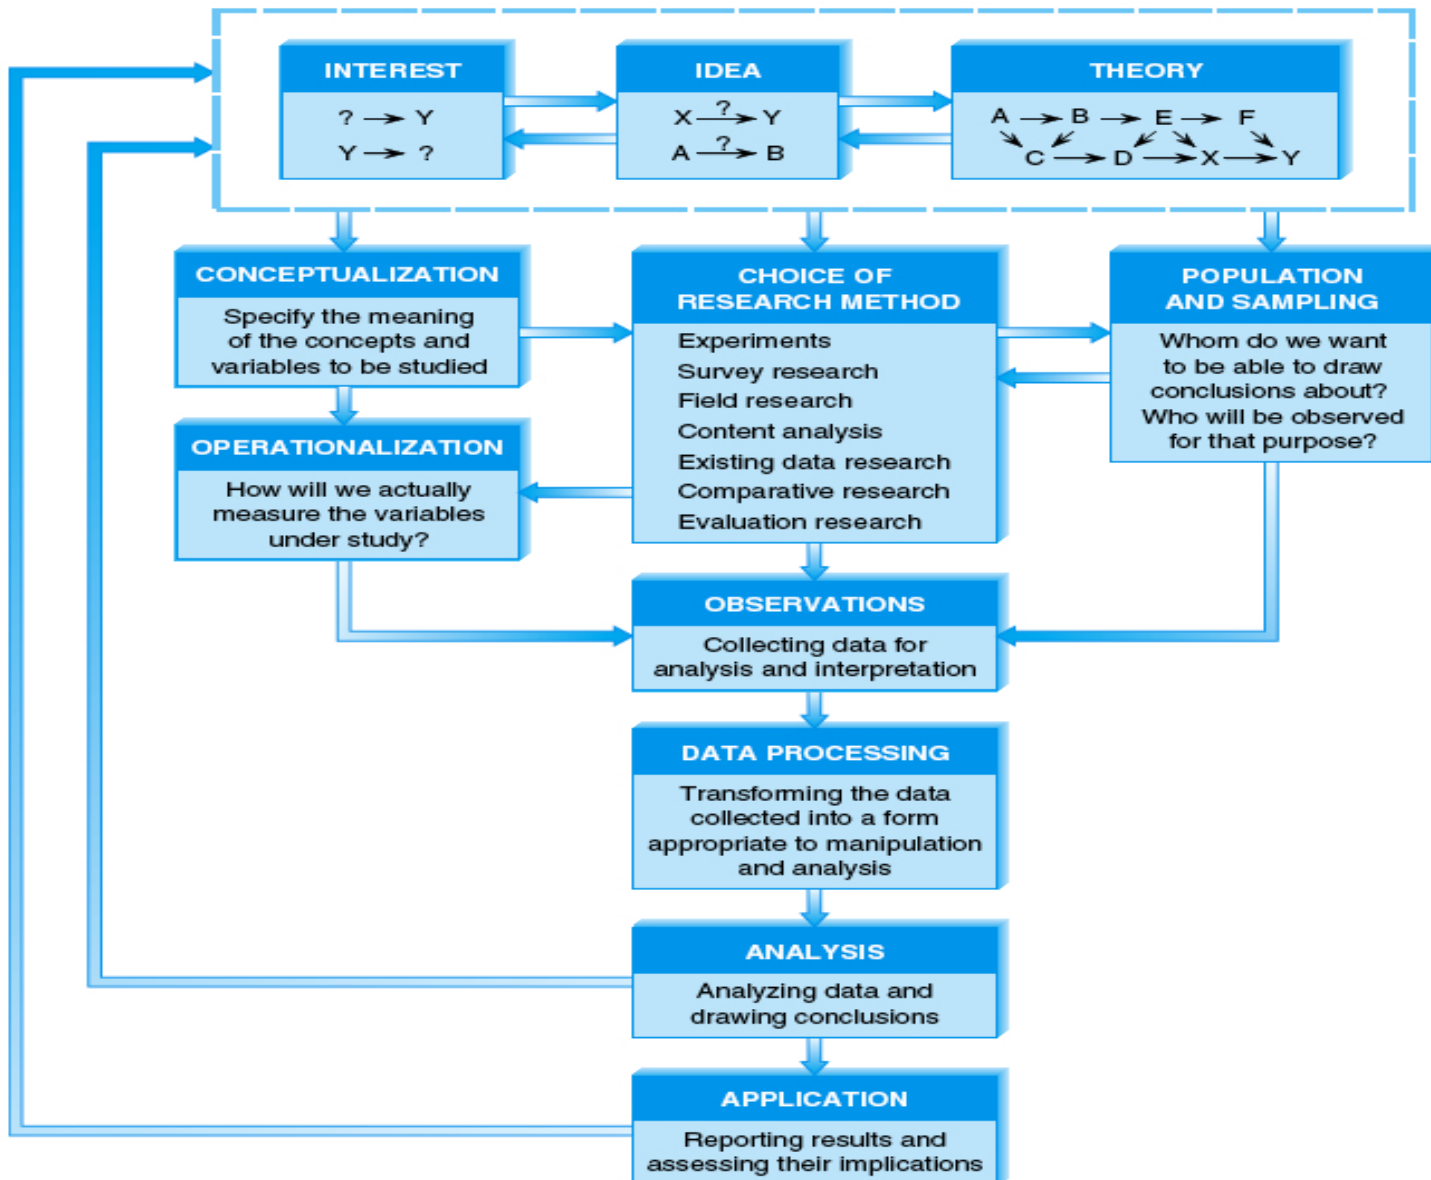 INTEREST
? → Y
Y → ?
IDEA
X ?→ Y
A ?→ B
THEORY
A → B → E → F
C → D → X → Y
CONCEPTUALIZATION
Specify the meaning
of the concepts and
variables to be studied
CHOICE OF
RESEARCH METHOD
Experiments
Survey research
Field research
Content analysis
Existing data research
Comparative research
Evaluation research
POPULATION
AND SAMPLING
Whom do we want
to be able to draw
conclusions about?
Who will be observed
for that purpose?
OPERATIONALIZATION
How will we actually
measure the variables
under study?
OBSERVATIONS
Collecting data for
analysis and interpretation
DATA PROCESSING
Transforming the data
collected into a form
appropriate to manipulation
and analysis
ANALYSIS
Analyzing data and
drawing conclusions
APPLICATION
Reporting results and
assessing their implications